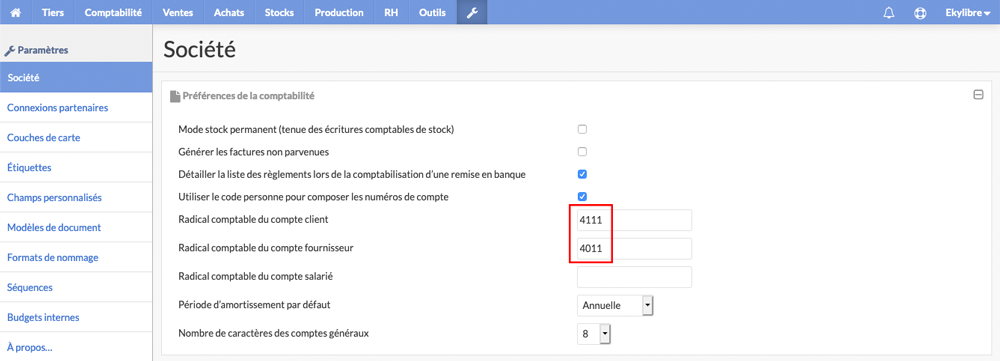 Tiers Comptabilité Ventes Achats Stocks Production RH Outils Ekylibre
Paramètres
Société
Connexions partenaires
Couches de carte
Étiquettes
Champs personnalisés
Modèles de document
Formats de nommage
Séquences
Budgets internes
À propos...
Société
Préférences de la comptabilité
Mode stock permanent (tenue des écritures comptables de stock)
Générer les factures non parvenues
Détailler la liste des règlements lors de la comptabilisation d'une remise en banque
Utiliser le code personne pour composer les numéros de compte
Radical comptable du compte client 4111
Radical comptable du compte fournisseur 4011
Radical comptable du compte salarié
Période d'amortissement par défaut Annuelle
Nombre de caractères des comptes généraux 8